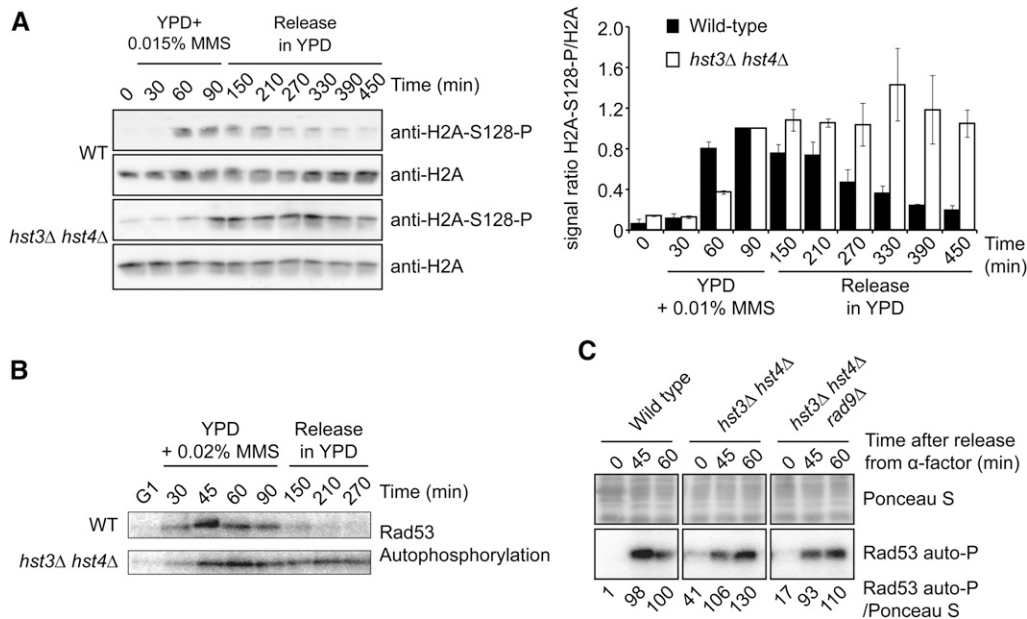 A
YPD+
0.015% MMS
Release
in YPD
0 30 60 90 150 210 270 330 390 450 Time (min)
WT
anti-H2A-S128-P
anti-H2A
hst3Δ hst4Δ
anti-H2A-S128-P
anti-H2A
signal ratio H2A-S128-P/H2A
2.0
1.6
1.2
0.8
0.4
0
Wild-type
hst3Δ hst4Δ
0 30 60 90 150 210 270 330 390 450
Time
(min)
YPD
+ 0.01% MMS
Release
in YPD
B
YPD
+ 0.02% MMS
Release
in YPD
G1 30 45 60 90 150 210 270 Time (min)
WT
hst3Δ hst4Δ
Rad53
Autophosphorylation
C
Wild type
hst3Δ hst4Δ
hst3Δ hst4Δ
rad9Δ
0 45 60 0 45 60 0 45 60
Time after release
from α-factor (min)
Ponceau S
Rad53 auto-P
1 98 100 41 106 130 17 93 110
Rad53 auto-P
/Ponceau S